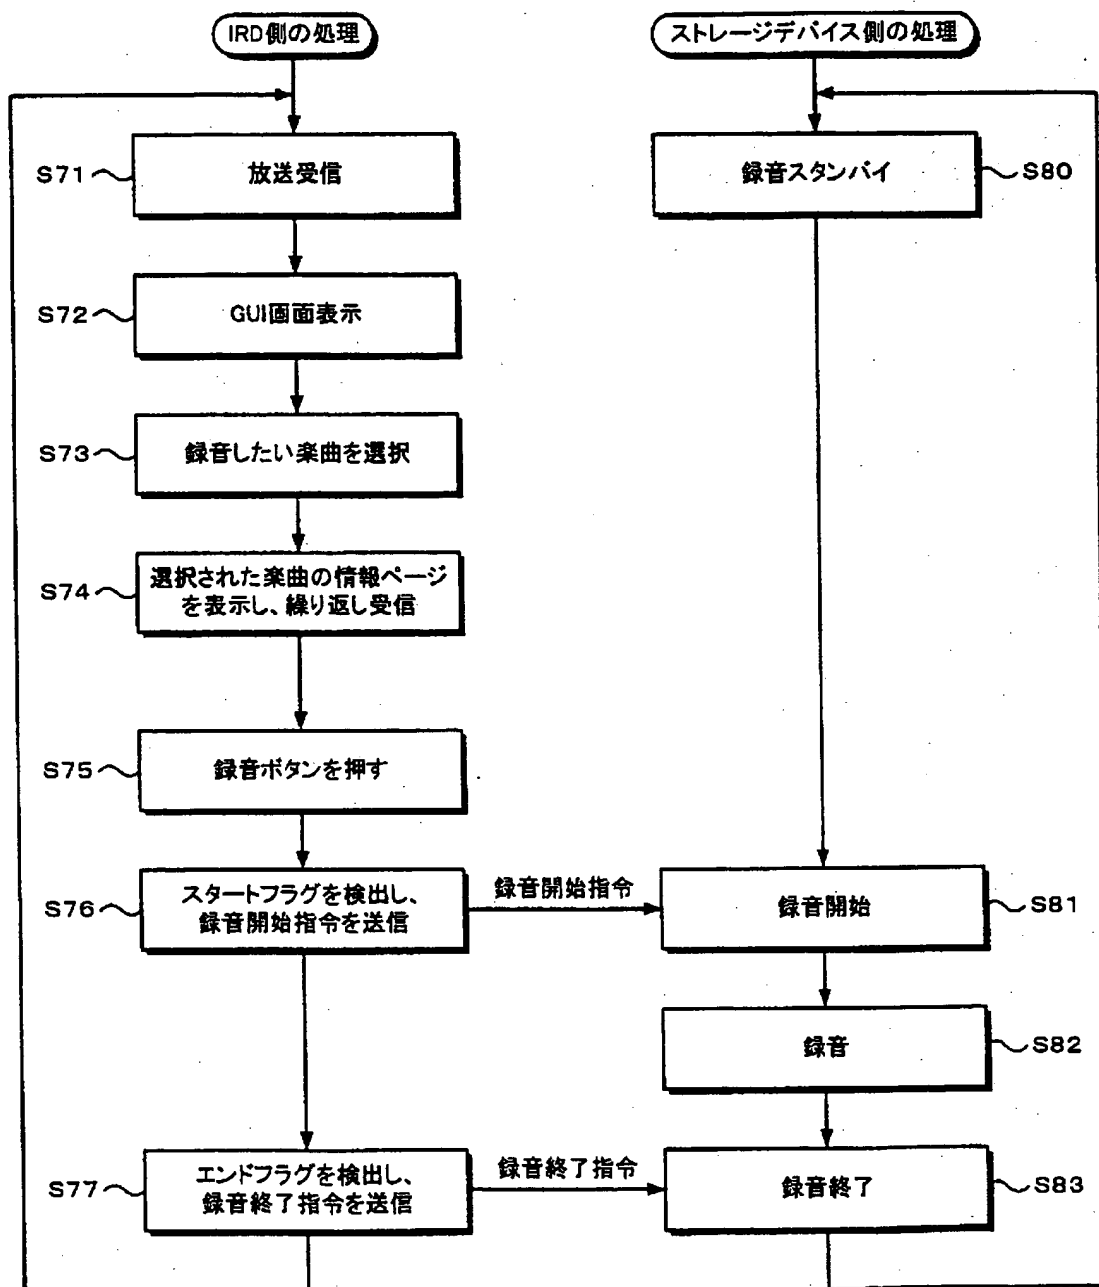 IRD側の処理
ストレージデバイス側の処理
S71
放送受信
録音スタンバイ
S80
S72
GUI画面表示
S73
録音したい楽曲を選択
S74
選択された楽曲の情報ページ
を表示し、繰り返し受信
S75
録音ボタンを押す
S76
スタートフラグを検出し、
録音開始指令を送信
録音開始指令
録音開始
S81
録音
S82
S77
エンドフラグを検出し、
録音終了指令を送信
録音終了指令
録音終了
S83